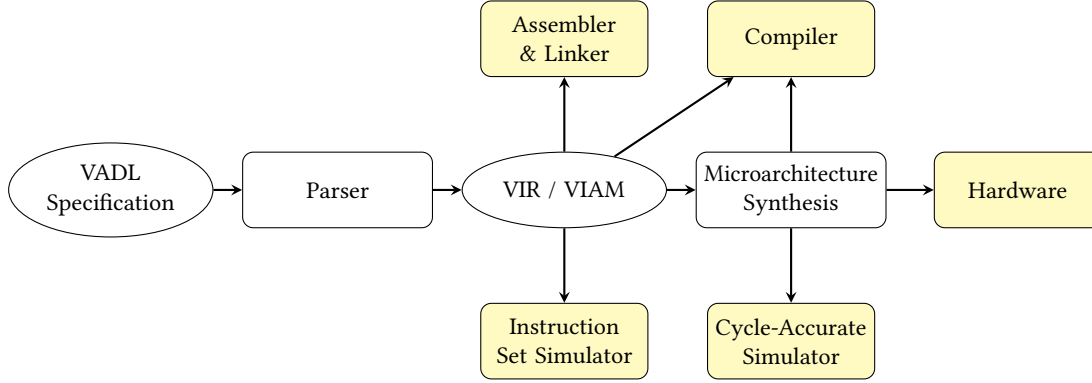 Assembler
& Linker
Compiler
VADL
Specification
Parser
VIR / VIAM
Microarchitecture
Synthesis
Hardware
Instruction
Set Simulator
Cycle-Accurate
Simulator